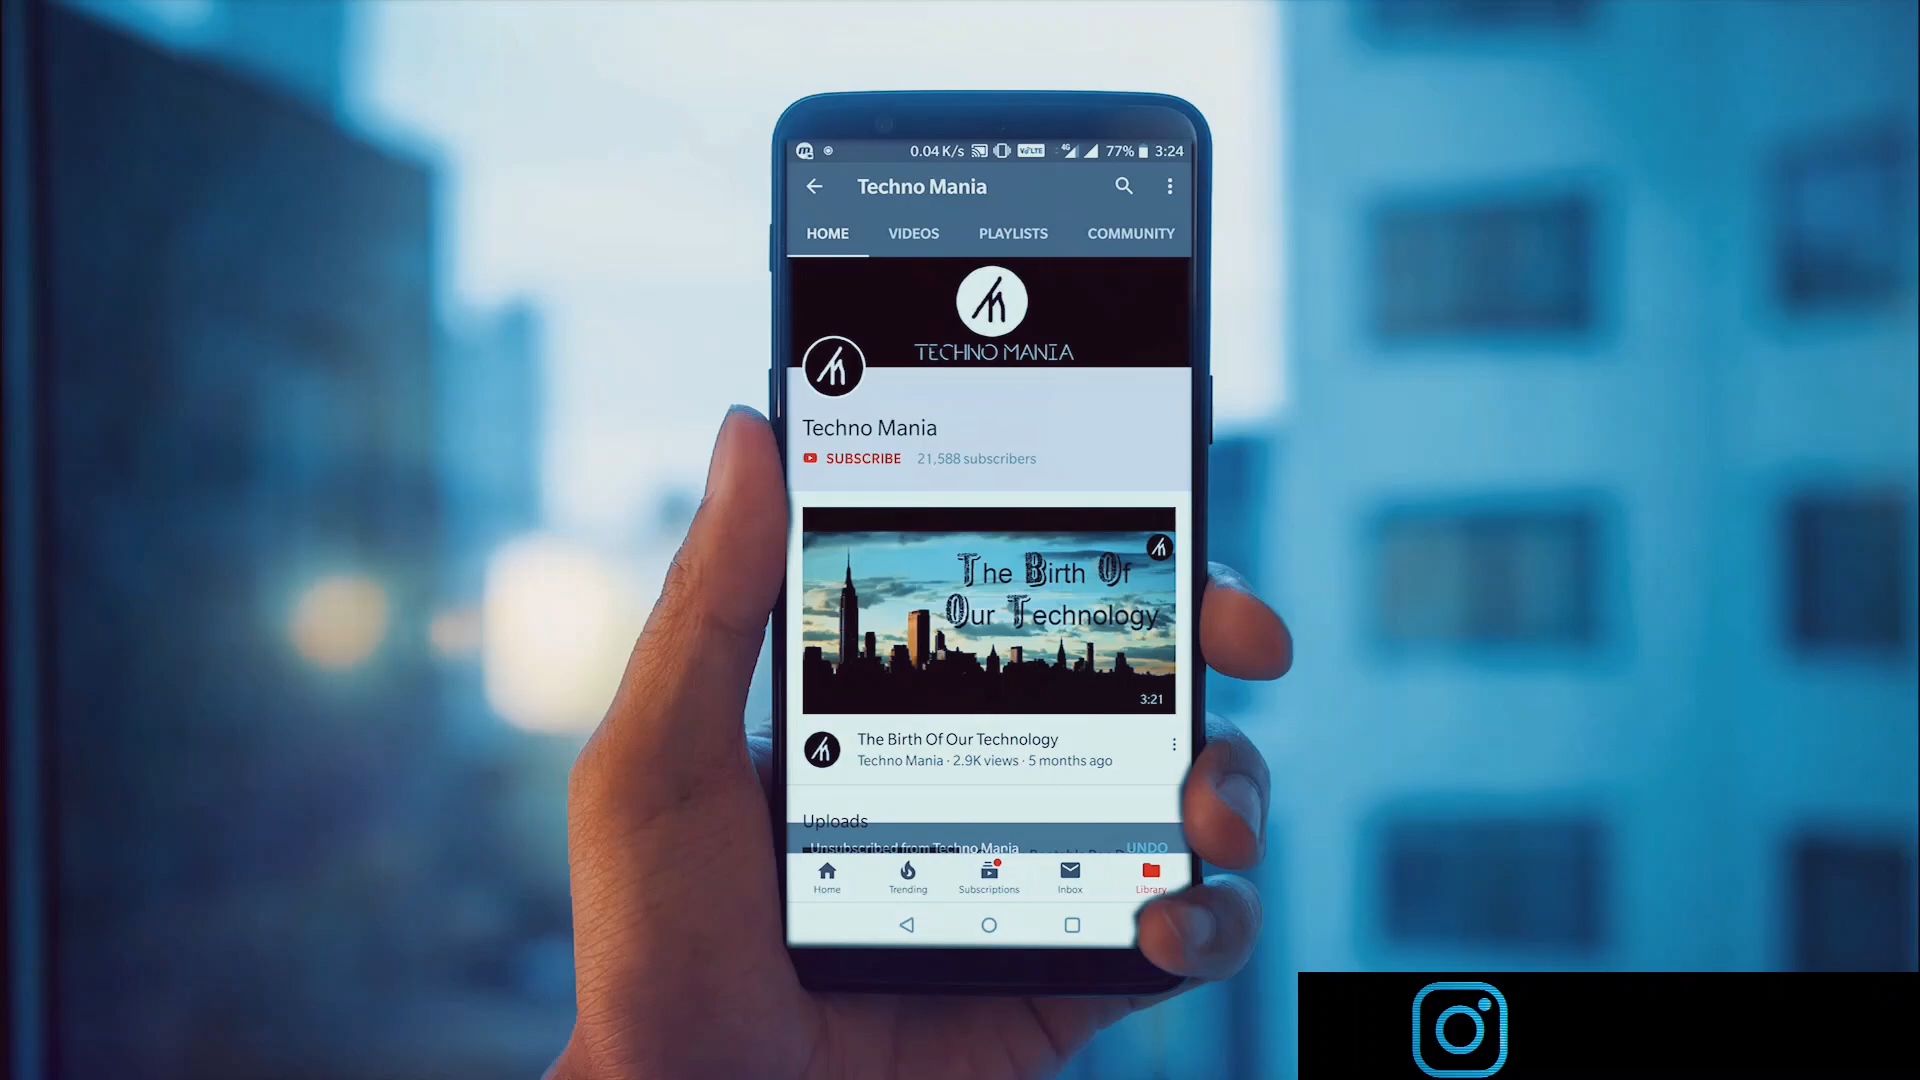 0.04 K/s VoLTE 4G 77% 3:24
Techno Mania
HOME VIDEOS PLAYLISTS COMMUNITY
TECHNO MANIA
Techno Mania
SUBSCRIBE 21,588 subscribers
The Birth Of
Our Technology
3:21
The Birth Of Our Technology
Techno Mania · 2.9K views · 5 months ago
Uploads
Unsubscribed from Techno Mania UNDO
Home Trending Subscriptions Inbox Library